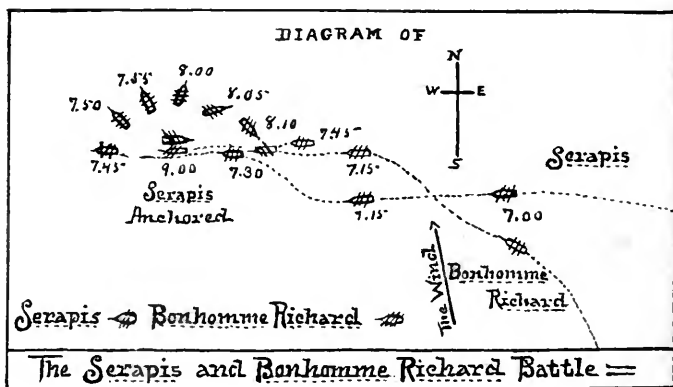 DIAGRAM OF
N
W E
S
8.00
7.55
7.50
8.05
8.10
7.45
7.45
9.00
7.30
7.15
Serapis
Serapis
Anchored
7.15
7.00
The Wind
Bonhomme
Richard
Serapis Bonhomme Richard
The Serapis and Bonhomme Richard Battle =